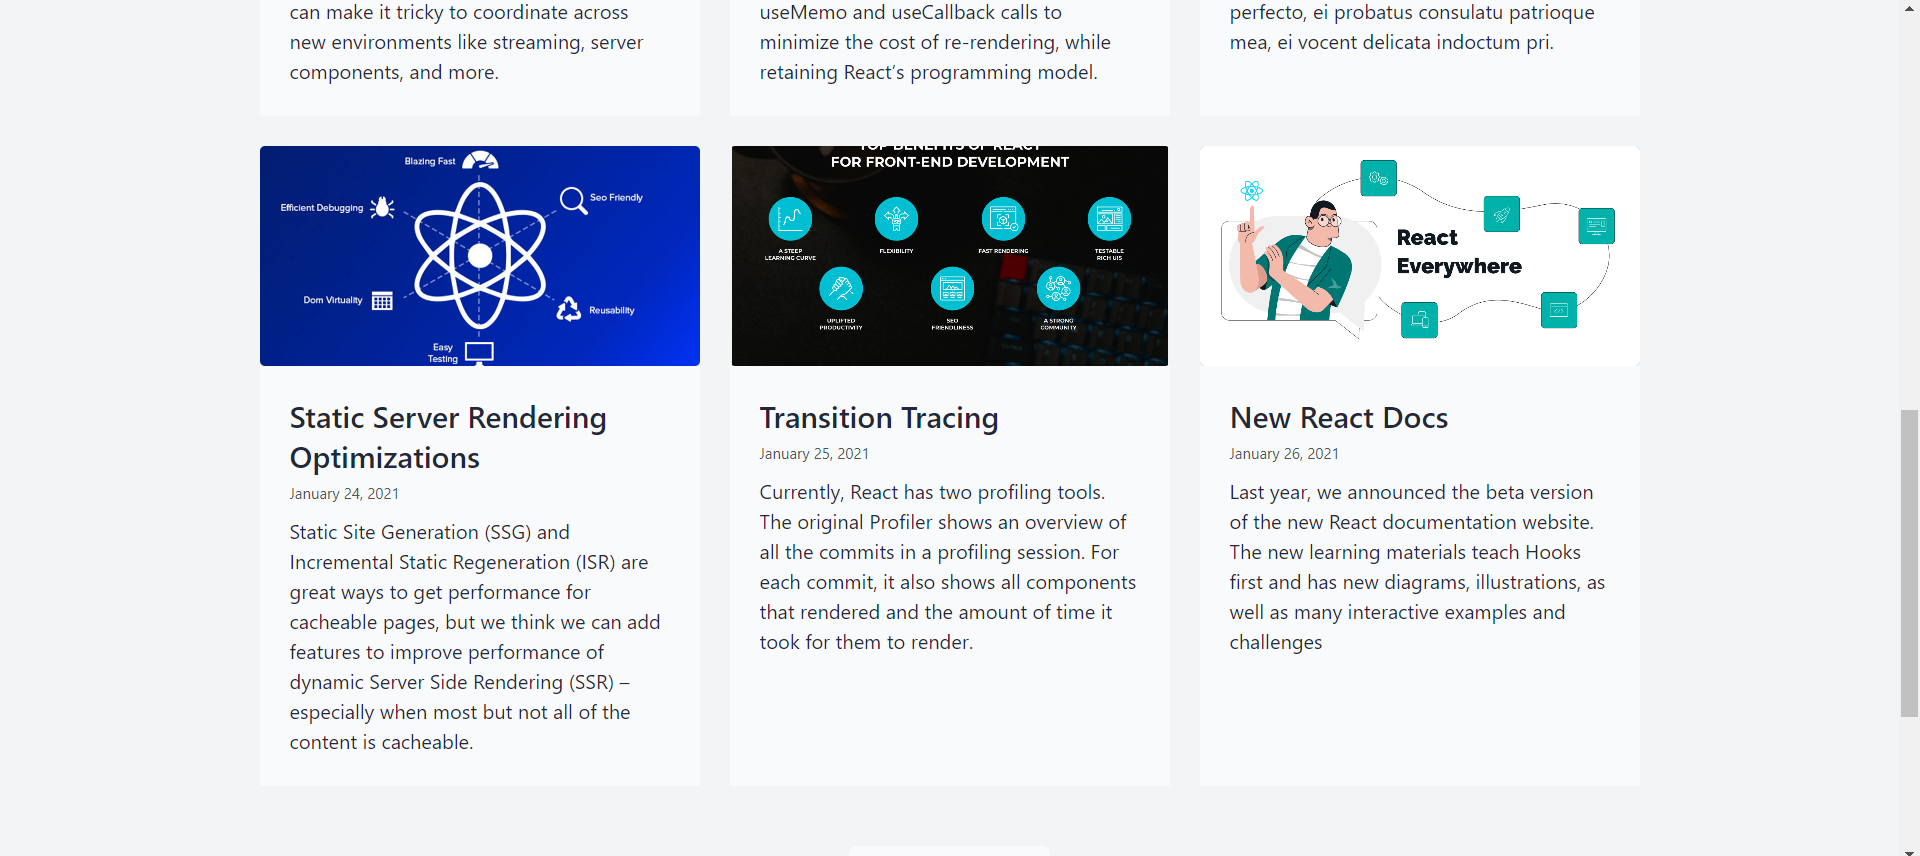 can make it tricky to coordinate across
new environments like streaming, server
components, and more.
useMemo and useCallback calls to
minimize the cost of re-rendering, while
retaining React’s programming model.
perfecto, ei probatus consulatu patrioque
mea, ei vocent delicata indoctum pri.
Blazing Fast
Efficient Debugging
Seo Friendly
Dom Virtuality
Reusability
Easy
Testing
Static Server Rendering
Optimizations
January 24, 2021
Static Site Generation (SSG) and
Incremental Static Regeneration (ISR) are
great ways to get performance for
cacheable pages, but we think we can add
features to improve performance of
dynamic Server Side Rendering (SSR) –
especially when most but not all of the
content is cacheable.
TOP BENEFITS OF REACT
FOR FRONT-END DEVELOPMENT
A STEEP
LEARNING CURVE
FLEXIBILITY
FAST RENDERING
TESTABLE
RICH UIS
UPLIFTED
PRODUCTIVITY
SEO
FRIENDLINESS
A STRONG
COMMUNITY
Transition Tracing
January 25, 2021
Currently, React has two profiling tools.
The original Profiler shows an overview of
all the commits in a profiling session. For
each commit, it also shows all components
that rendered and the amount of time it
took for them to render.
React
Everywhere
New React Docs
January 26, 2021
Last year, we announced the beta version
of the new React documentation website.
The new learning materials teach Hooks
first and has new diagrams, illustrations, as
well as many interactive examples and
challenges